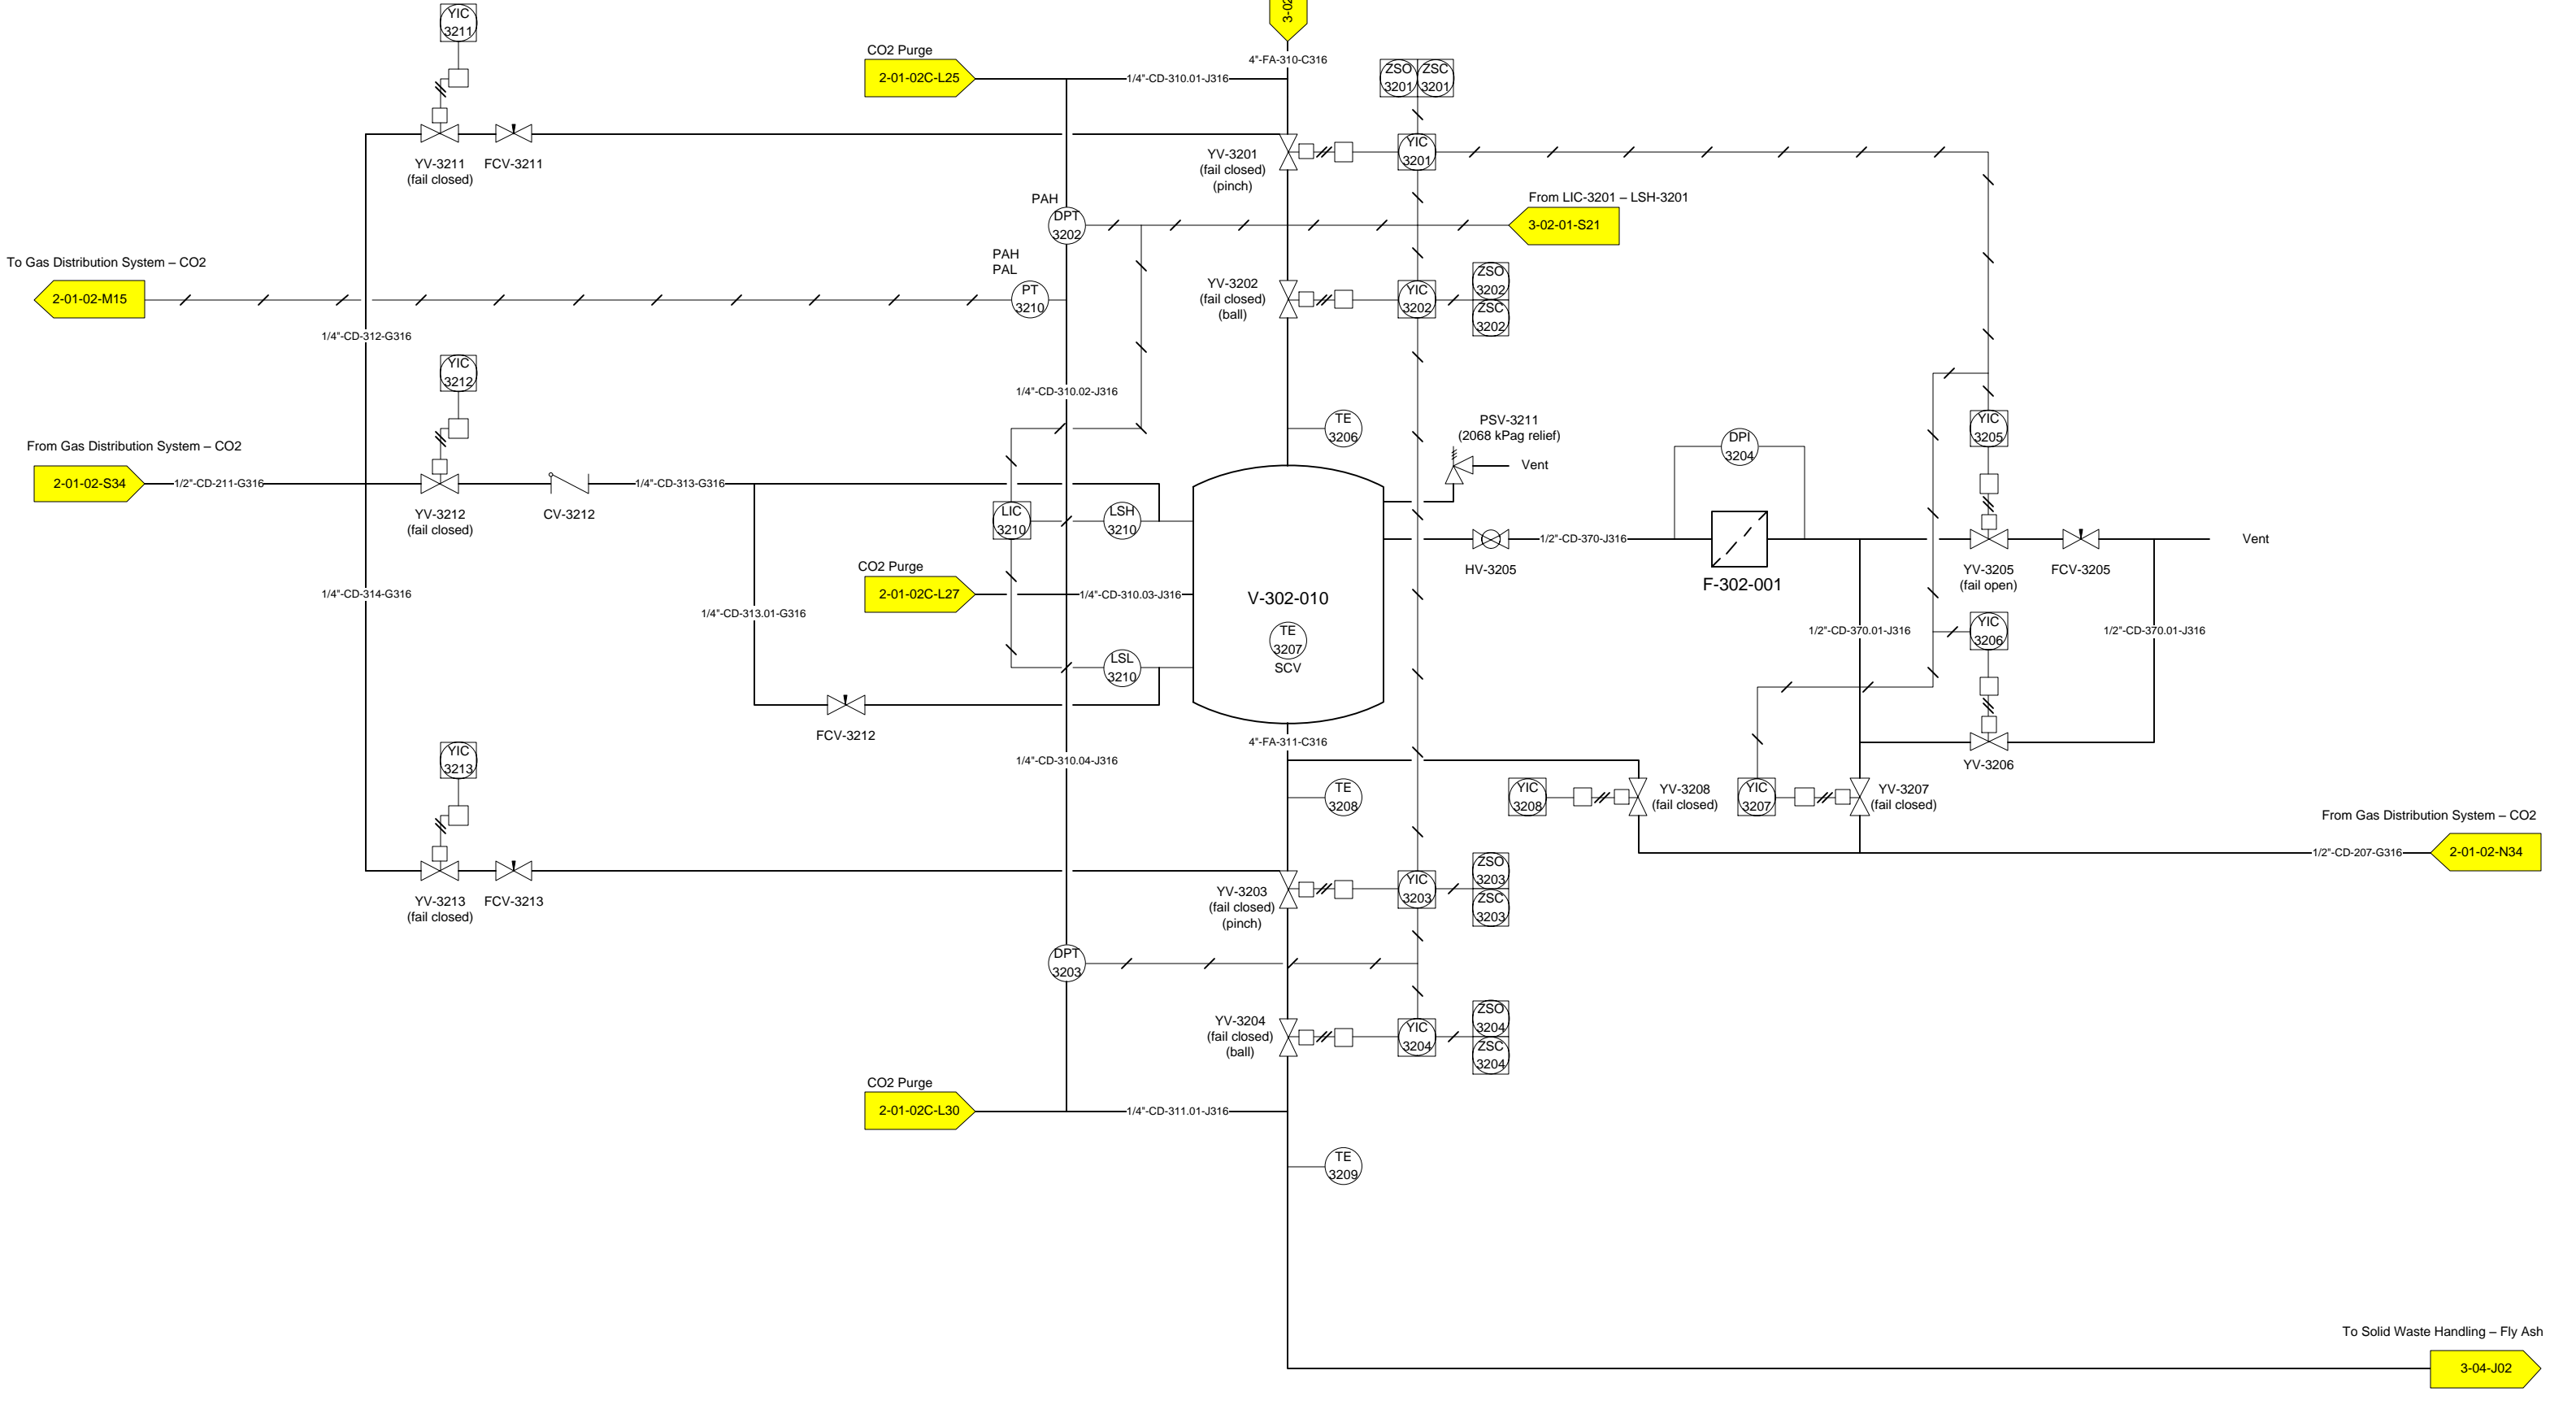 YIC
3211
3-02
CO2 Purge
2-01-02C-L25
1/4"-CD-310.01-J316
4"-FA-310-C316
ZSO
3201
ZSC
3201
YV-3211
(fail closed)
FCV-3211
YV-3201
(fail closed)
(pinch)
YIC
3201
PAH
DPT
3202
From LIC-3201 – LSH-3201
3-02-01-S21
To Gas Distribution System – CO2
2-01-02-M15
PAH
PAL
PT
3210
YV-3202
(fail closed)
(ball)
YIC
3202
ZSO
3202
ZSC
3202
1/4"-CD-312-G316
YIC
3212
1/4"-CD-310.02-J316
TE
3206
PSV-3211
(2068 kPag relief)
Vent
DPI
3204
YIC
3205
From Gas Distribution System – CO2
2-01-02-S34
1/2"-CD-211-G316
YV-3212
(fail closed)
CV-3212
1/4"-CD-313-G316
LIC
3210
LSH
3210
HV-3205
1/2"-CD-370-J316
F-302-001
YV-3205
(fail open)
FCV-3205
Vent
1/4"-CD-314-G316
1/4"-CD-313.01-G316
CO2 Purge
2-01-02C-L27
1/4"-CD-310.03-J316
V-302-010
TE
3207
SCV
LSL
3210
1/2"-CD-370.01-J316
YIC
3206
1/2"-CD-370.01-J316
FCV-3212
4"-FA-311-C316
YV-3206
YIC
3213
1/4"-CD-310.04-J316
TE
3208
YIC
3208
YV-3208
(fail closed)
YIC
3207
YV-3207
(fail closed)
From Gas Distribution System – CO2
1/2"-CD-207-G316
2-01-02-N34
YV-3213
(fail closed)
FCV-3213
YV-3203
(fail closed)
(pinch)
YIC
3203
ZSO
3203
ZSC
3203
DPT
3203
YV-3204
(fail closed)
(ball)
YIC
3204
ZSO
3204
ZSC
3204
CO2 Purge
2-01-02C-L30
1/4"-CD-311.01-J316
TE
3209
To Solid Waste Handling – Fly Ash
3-04-J02